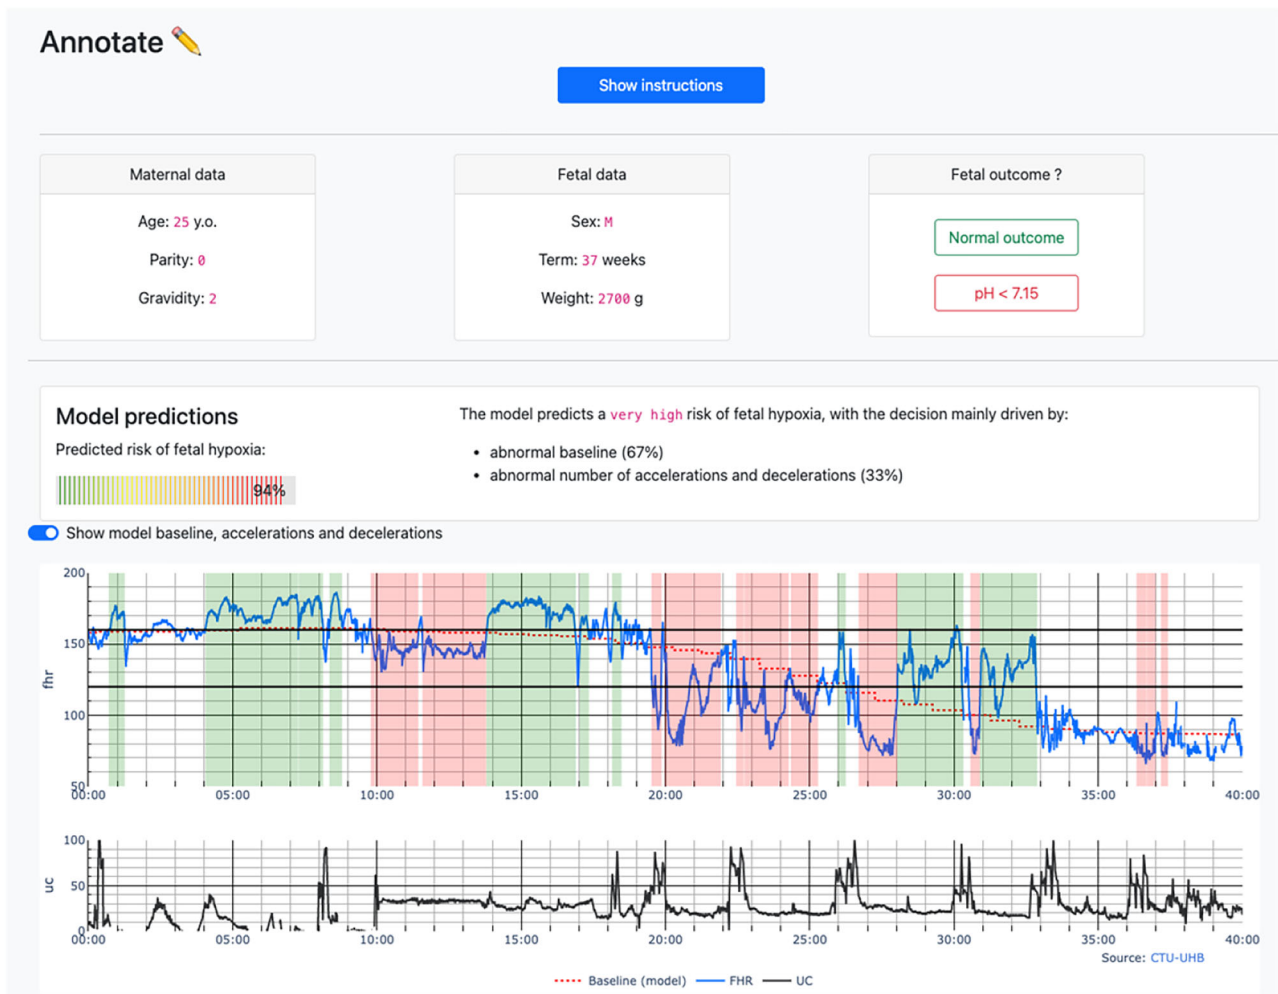 Annotate ✏️
Show instructions
Maternal data
Age: 25 y.o.
Parity: 0
Gravidity: 2
Fetal data
Sex: M
Term: 37 weeks
Weight: 2700 g
Fetal outcome ?
Normal outcome
pH < 7.15
Model predictions
Predicted risk of fetal hypoxia:
94%
The model predicts a very high risk of fetal hypoxia, with the decision mainly driven by:
• abnormal baseline (67%)
• abnormal number of accelerations and decelerations (33%)
Show model baseline, accelerations and decelerations
fhr
200
150
100
50
00:00 05:00 10:00 15:00 20:00 25:00 30:00 35:00 40:00
uc
100
50
0
00:00 05:00 10:00 15:00 20:00 25:00 30:00 35:00 40:00
Source: CTU-UHB
Baseline (model) FHR UC